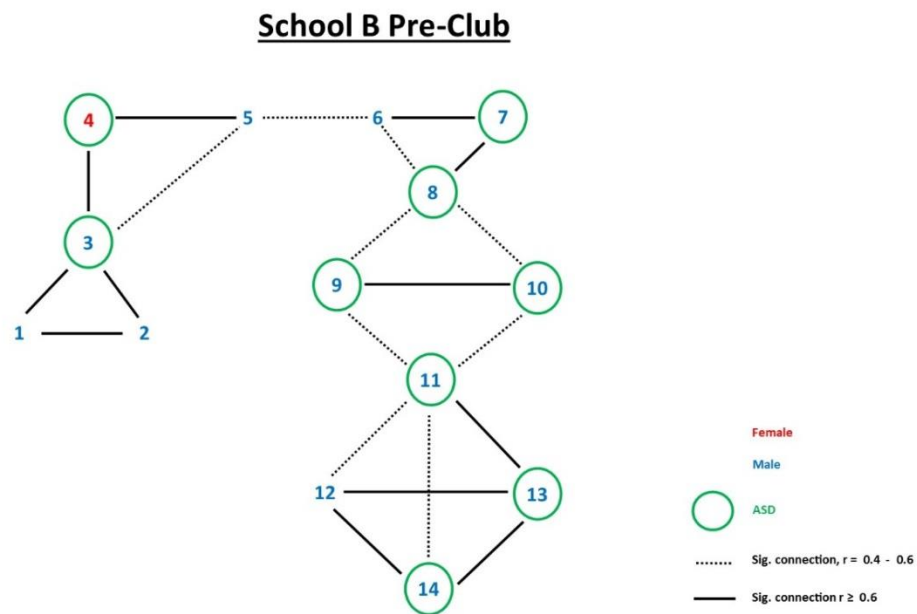 School B Pre-Club
4 5 6 7
8
3
9 10
1 2
11
Female
Male
12 13
ASD
Sig. connection, r = 0.4 - 0.6
14
Sig. connection r ≥ 0.6